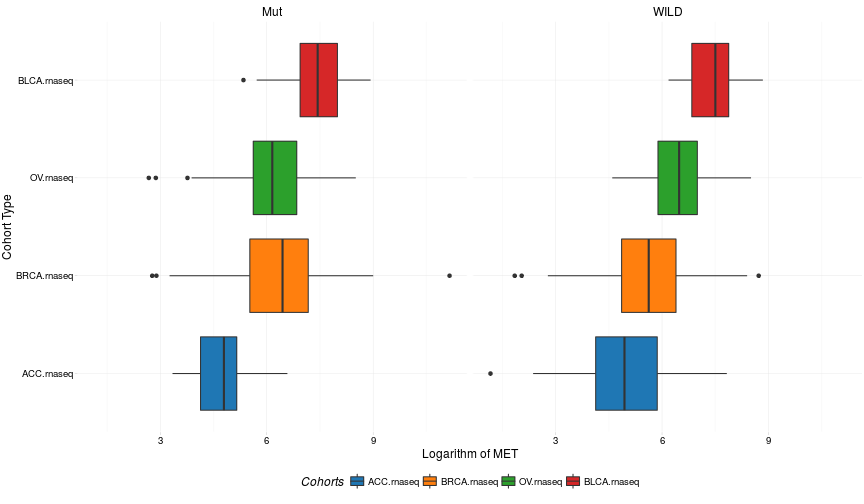 Mut WILD
BLCA.rnaseq
OV.rnaseq
BRCA.rnaseq
ACC.rnaseq
Cohort Type
3 6 9 3 6 9
Logarithm of MET
Cohorts ACC.rnaseq BRCA.rnaseq OV.rnaseq BLCA.rnaseq